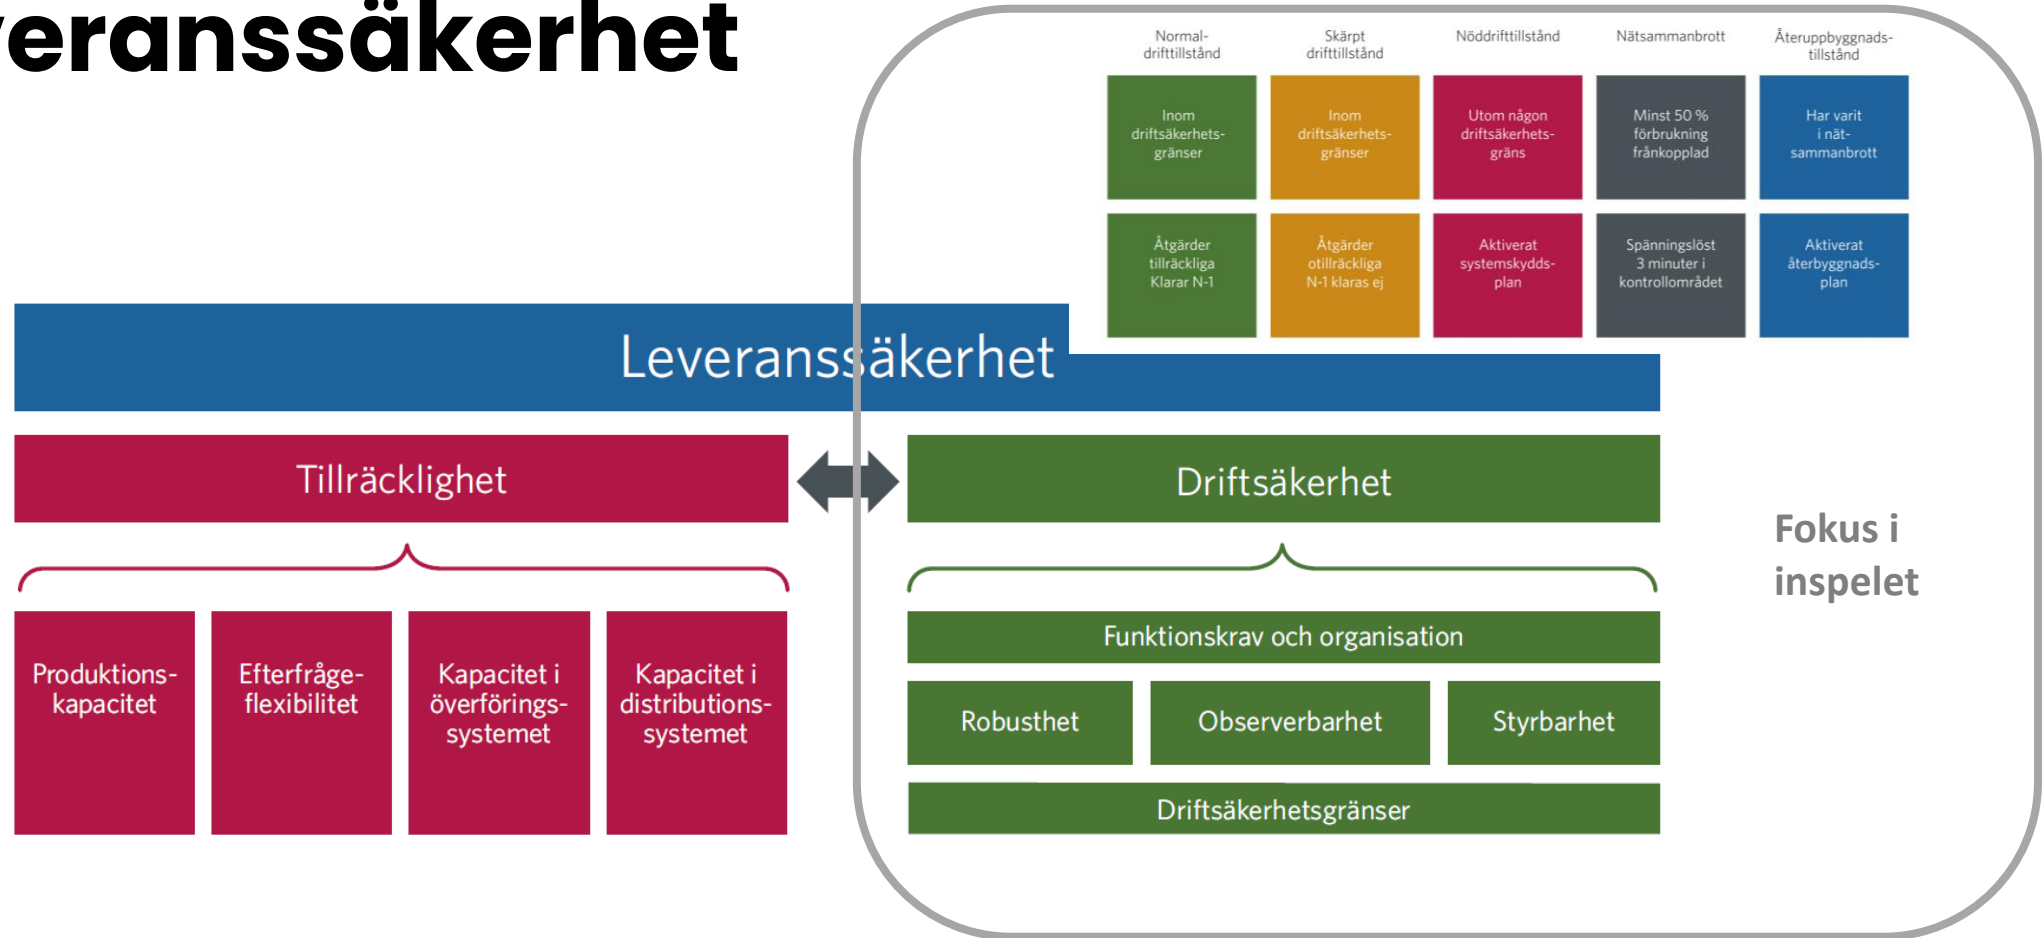 veranssäkerhet
Normal-
drifttillstånd
Skärpt
drifttillstånd
Nöddrifttillstånd
Nätsammanbrott
Återuppbyggnads-
tillstånd
Inom
driftsäkerhets-
gränser
Inom
driftsäkerhets-
gränser
Utom någon
driftsäkerhets-
gräns
Minst 50 %
förbrukning
frånkopplad
Har varit
i nät-
sammanbrott
Åtgärder
tillräckliga
Klarar N-1
Åtgärder
otillräckliga
N-1 klaras ej
Aktiverat
systemskydds-
plan
Spänningslöst
3 minuter i
kontrollområdet
Aktiverat
återbyggnads-
plan
Leveranssäkerhet
Tillräcklighet
Driftsäkerhet
Fokus i
inspelet
Produktions-
kapacitet
Efterfråge-
flexibilitet
Kapacitet i
överförings-
systemet
Kapacitet i
distributions-
systemet
Funktionskrav och organisation
Robusthet
Observerbarhet
Styrbarhet
Driftsäkerhetsgränser